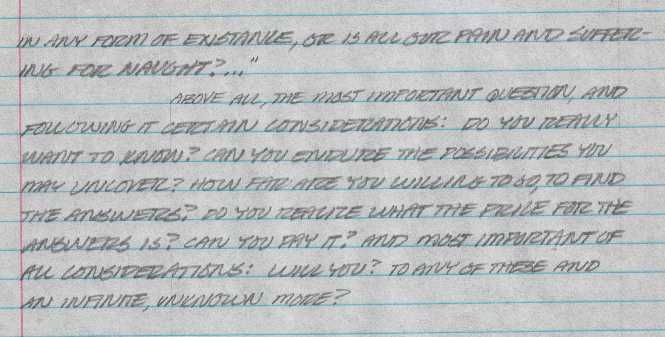 IN ANY FORM OF EXISTANCE, OR IS ALL OUR PAIN AND SUFFER-
ING FOR NAUGHT?..."
ABOVE ALL, THE MOST IMPORTANT QUESTION, AND
FOLLOWING IT CERTAIN CONSIDERATIONS: DO YOU REALLY
WANT TO KNOW? CAN YOU ENDURE THE POSSIBILITIES YOU
MAY UNCOVER? HOW FAR ARE YOU WILLING TO GO, TO FIND
THE ANSWERS? DO YOU REALIZE WHAT THE PRICE FOR THE
ANSWERS IS? CAN YOU PAY IT? AND MOST IMPORTANT OF
ALL CONSIDERATIONS: WILL YOU? TO ANY OF THESE AND
AN INFINITE, UNKNOWN MORE?